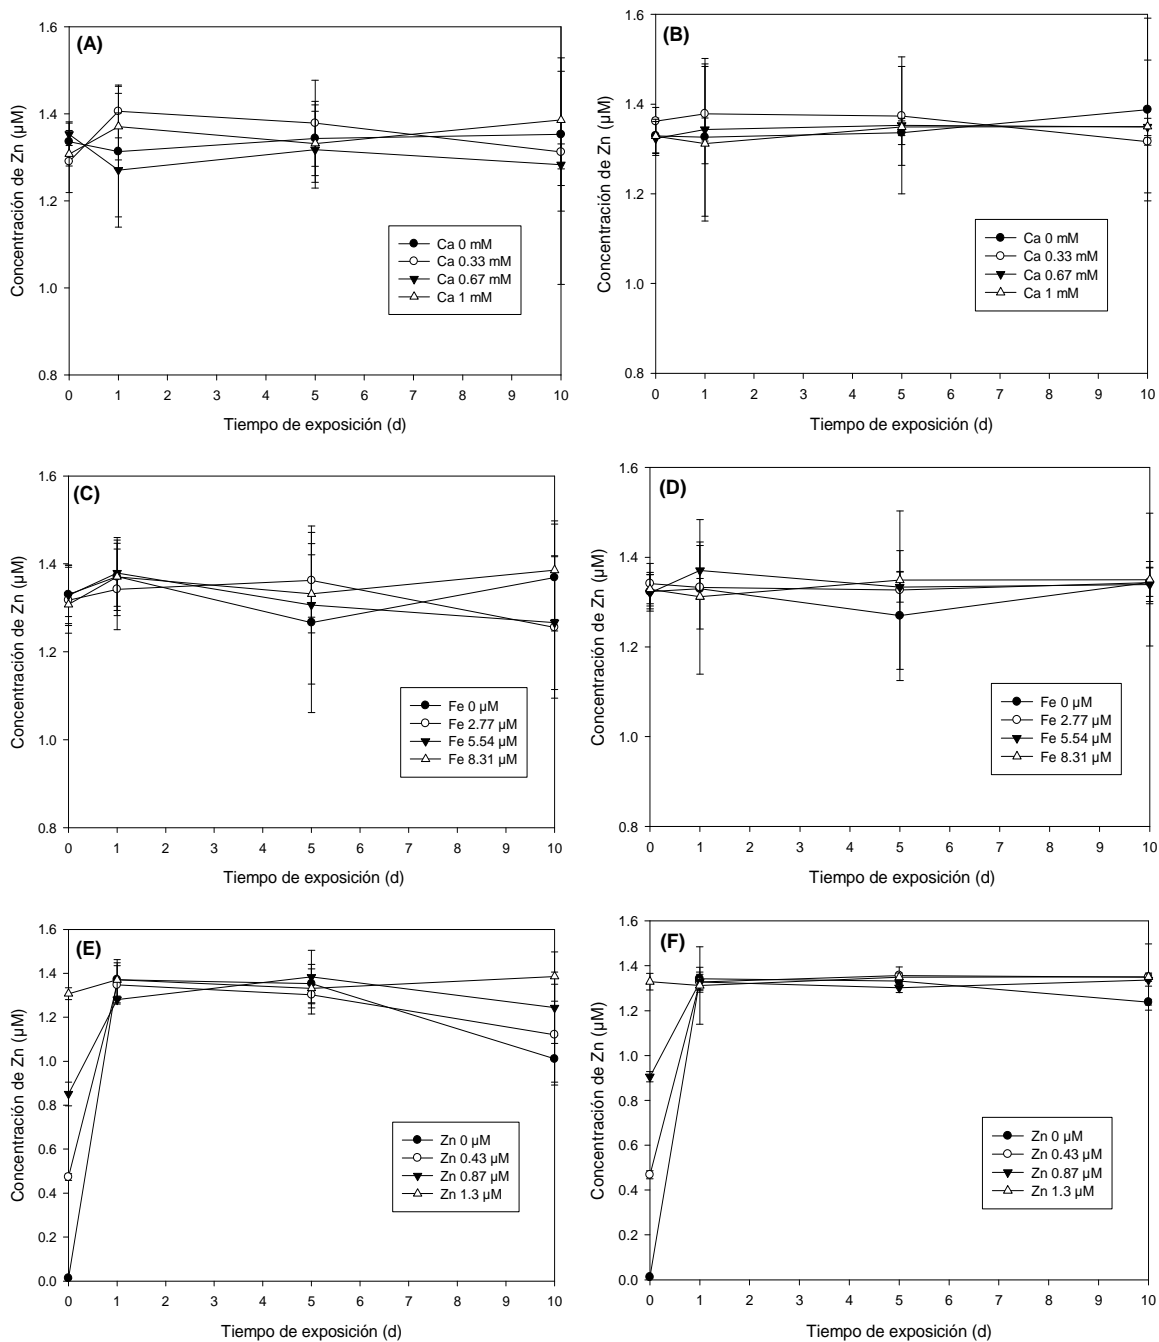 (A)
Concentración de Zn (µM)
1.6
1.4
1.2
1.0
0.8
Ca 0 mM
Ca 0.33 mM
Ca 0.67 mM
Ca 1 mM
0 1 2 3 4 5 6 7 8 9 10
Tiempo de exposición (d)
(B)
Concentración de Zn (µM)
1.6
1.4
1.2
1.0
0.8
Ca 0 mM
Ca 0.33 mM
Ca 0.67 mM
Ca 1 mM
0 1 2 3 4 5 6 7 8 9 10
Tiempo de exposición (d)
(C)
Concentración de Zn (µM)
1.6
1.4
1.2
1.0
0.8
Fe 0 µM
Fe 2.77 µM
Fe 5.54 µM
Fe 8.31 µM
0 1 2 3 4 5 6 7 8 9 10
Tiempo de exposición (d)
(D)
Concentración de Zn (µM)
1.6
1.4
1.2
1.0
0.8
Fe 0 µM
Fe 2.77 µM
Fe 5.54 µM
Fe 8.31 µM
0 1 2 3 4 5 6 7 8 9 10
Tiempo de exposición (d)
(E)
Concentración de Zn (µM)
1.6
1.4
1.2
1.0
0.8
0.6
0.4
0.2
0.0
Zn 0 µM
Zn 0.43 µM
Zn 0.87 µM
Zn 1.3 µM
0 1 2 3 4 5 6 7 8 9 10
Tiempo de exposición (d)
(F)
Concentración de Zn (µM)
1.6
1.4
1.2
1.0
0.8
0.6
0.4
0.2
0.0
Zn 0 µM
Zn 0.43 µM
Zn 0.87 µM
Zn 1.3 µM
0 1 2 3 4 5 6 7 8 9 10
Tiempo de exposición (d)